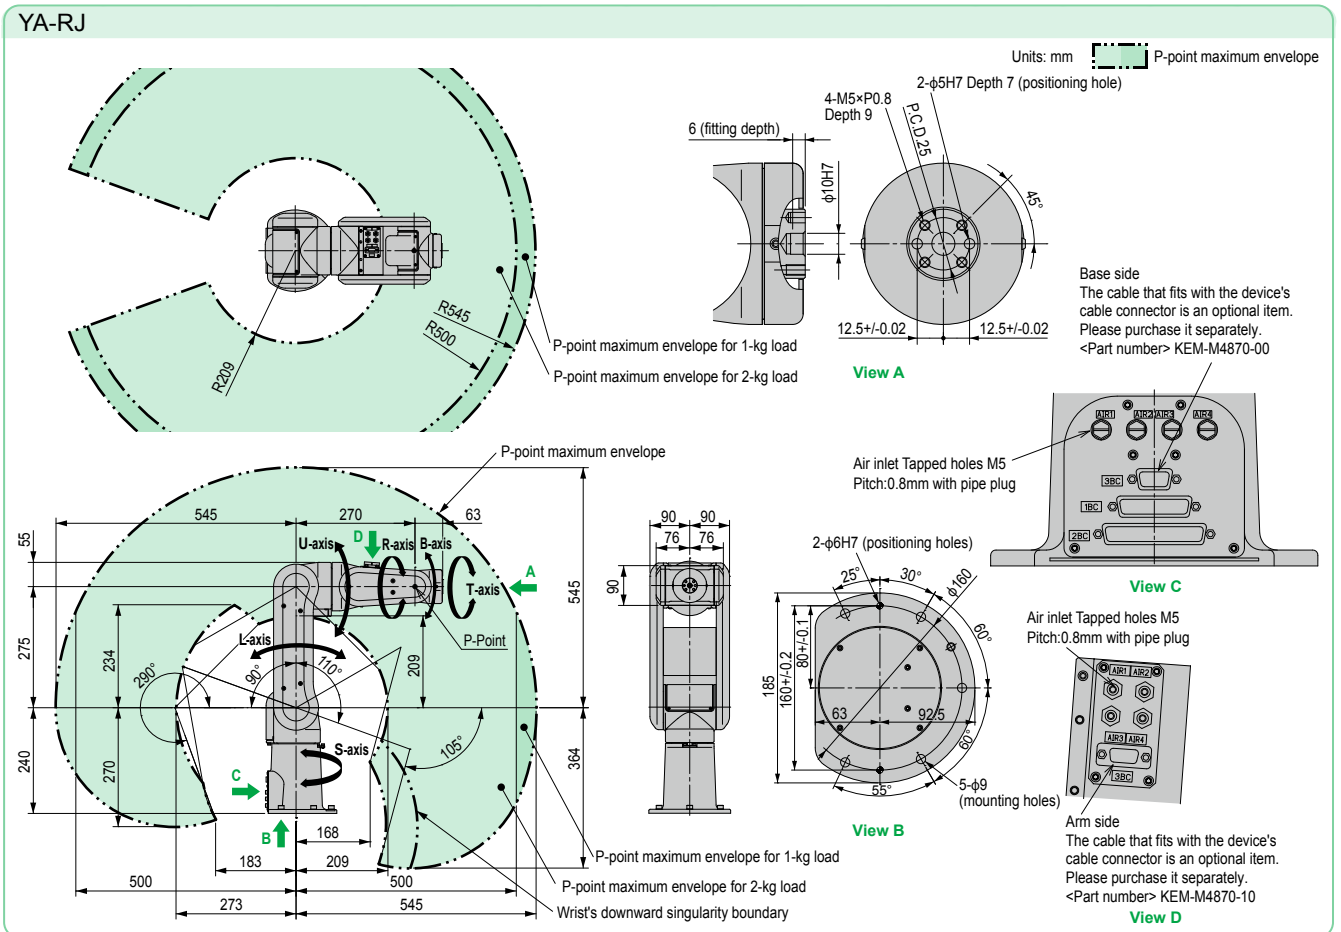 YA-RJ
Units: mm
P-point maximum envelope
2-ϕ5H7 Depth 7 (positioning hole)
4-M5×P0.8
Depth 9
P.C.D.25
6 (fitting depth)
ϕ10H7
45°
12.5+/-0.02
12.5+/-0.02
View A
R545
R500
R209
P-point maximum envelope for 1-kg load
P-point maximum envelope for 2-kg load
Base side
The cable that fits with the device's
cable connector is an optional item.
Please purchase it separately.
<Part number> KEM-M4870-00
AIR1
AIR2
AIR3
AIR4
Air inlet Tapped holes M5
Pitch:0.8mm with pipe plug
3BC
1BC
2BC
View C
P-point maximum envelope
545
270
63
55
U-axis
D
R-axis
B-axis
A
T-axis
545
275
234
L-axis
P-Point
209
290°
90°
110°
240
270
S-axis
105°
364
C
B
168
183
209
500
500
273
545
P-point maximum envelope for 1-kg load
P-point maximum envelope for 2-kg load
Wrist's downward singularity boundary
90
90
76
76
90
2-ϕ6H7 (positioning holes)
25°
30°
ϕ160
60°
185
160+/-0.2
80+/-0.1
63
92.5
60°
55°
5-ϕ9
(mounting holes)
View B
Air inlet Tapped holes M5
Pitch:0.8mm with pipe plug
AIR1
AIR2
AIR3
AIR4
3BC
Arm side
The cable that fits with the device's
cable connector is an optional item.
Please purchase it separately.
<Part number> KEM-M4870-10
View D